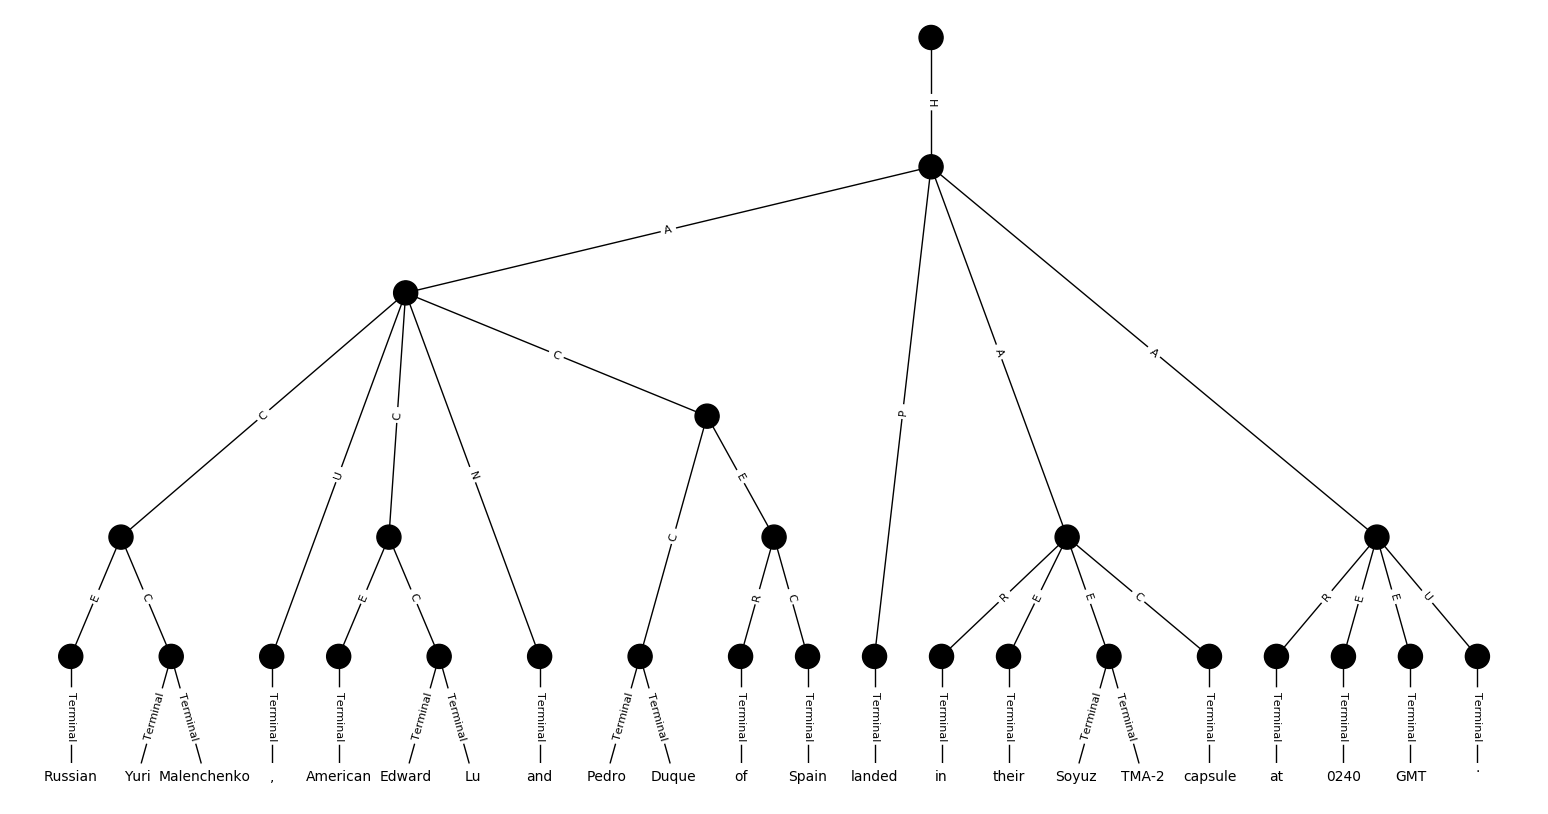 H
A
C
A
A
P
C
U
C
N
E
C
E
C
E
C
R
C
R
E
E
C
R
E
E
U
Terminal Terminal Terminal Terminal Terminal Terminal Terminal Terminal Terminal Terminal Terminal Terminal Terminal Terminal Terminal Terminal Terminal Terminal Terminal Terminal Terminal Terminal
Russian Yuri Malenchenko , American Edward Lu and Pedro Duque of Spain landed in their Soyuz TMA-2 capsule at 0240 GMT .